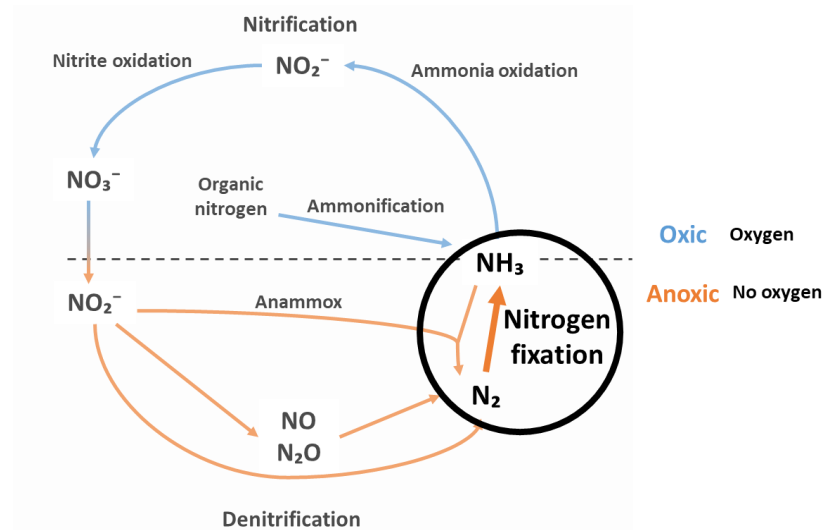 Nitrification
Nitrite oxidation
NO₂⁻
Ammonia oxidation
NO₃⁻
Organic
nitrogen
Ammonification
Oxic Oxygen
NH₃
Anoxic No oxygen
NO₂⁻
Anammox
Nitrogen
fixation
N₂
NO
N₂O
Denitrification